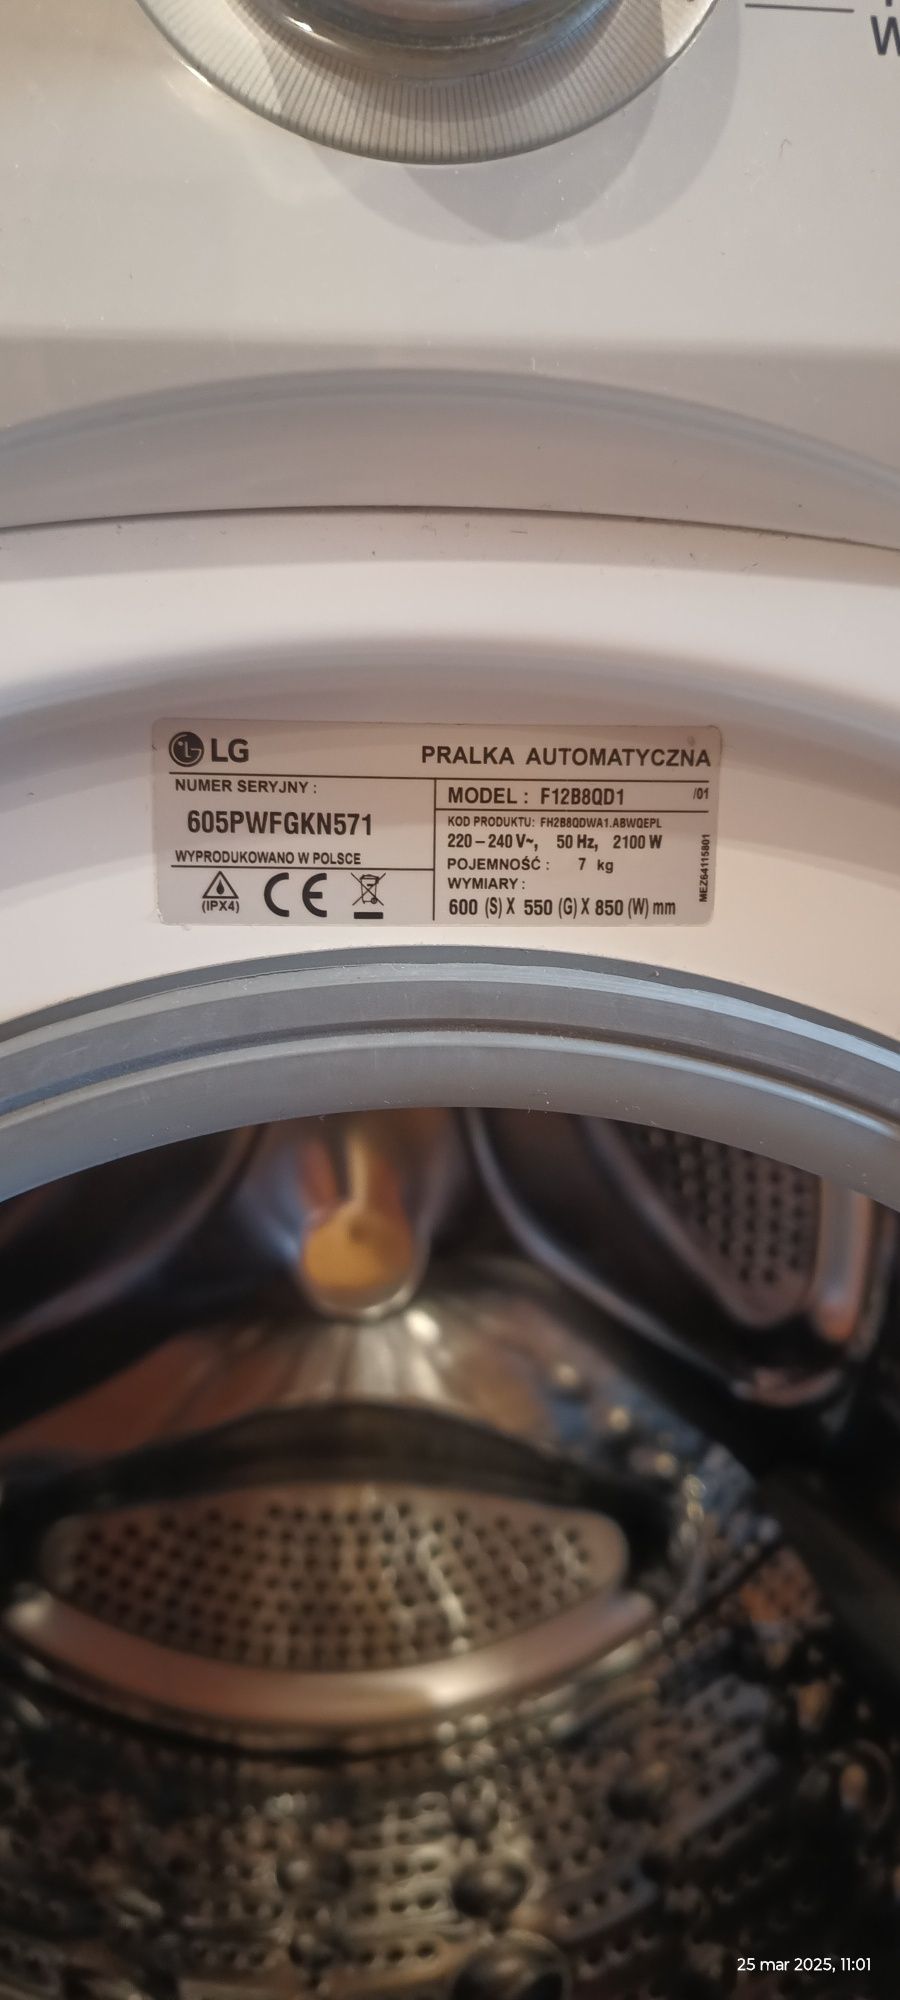 W
LG
PRALKA AUTOMATYCZNA
NUMER SERYJNY :
605PWFGKN571
WYPRODUKOWANO W POLSCE
(IPX4)
CE
MODEL : F12B8QD1 /01
KOD PRODUKTU: FH2B8QDWA1.ABWQEPL
220 – 240 V~, 50 Hz, 2100 W
POJEMNOŚĆ : 7 kg
WYMIARY :
600 (S) X 550 (G) X 850 (W) mm
MEZ64115801
25 mar 2025, 11:01